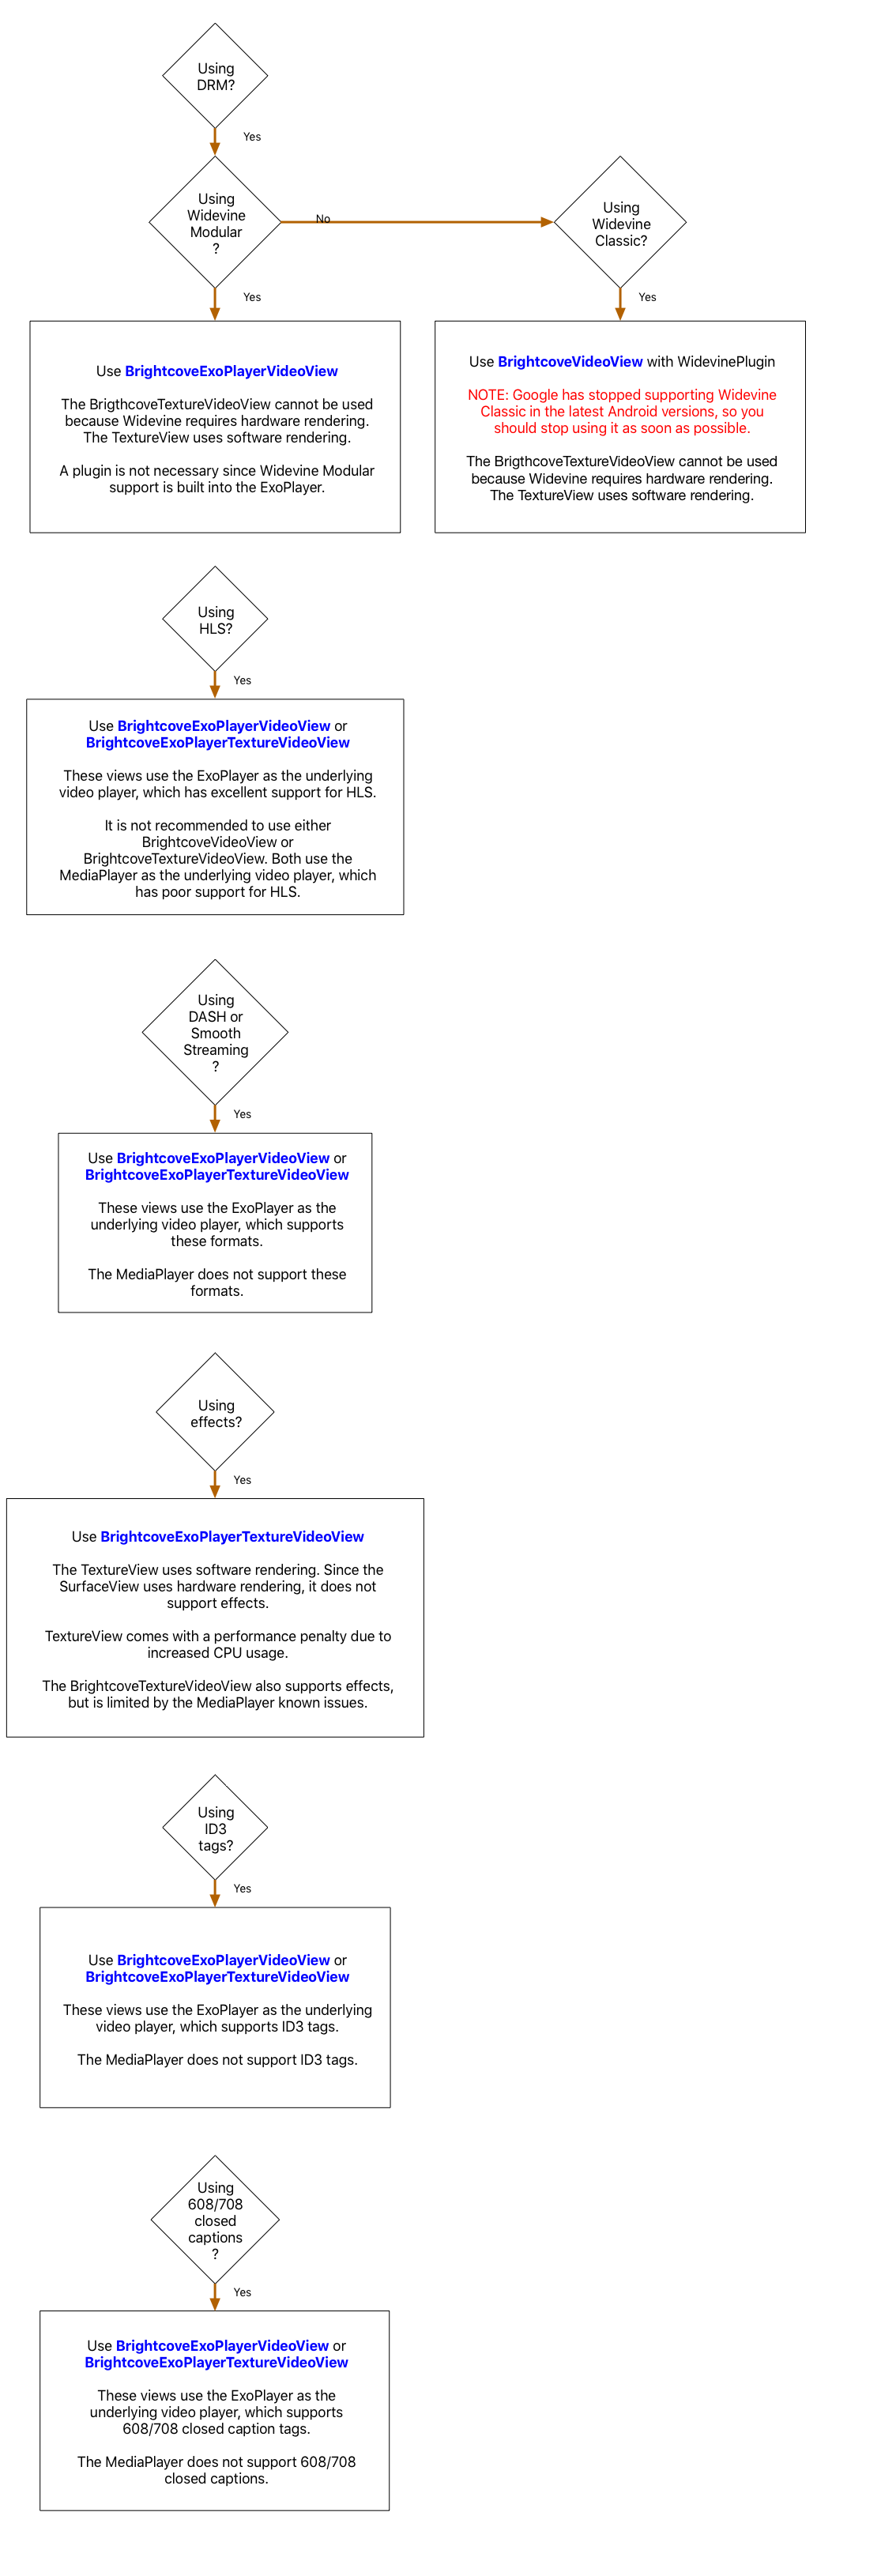 Using
DRM?
Yes
Using
Widevine
Modular
?
No
Using
Widevine
Classic?
Yes
Yes
Use BrightcoveExoPlayerVideoView
The BrigthcoveTextureVideoView cannot be used
because Widevine requires hardware rendering.
The TextureView uses software rendering.
A plugin is not necessary since Widevine Modular
support is built into the ExoPlayer.
Use BrightcoveVideoView with WidevinePlugin
NOTE: Google has stopped supporting Widevine
Classic in the latest Android versions, so you
should stop using it as soon as possible.
The BrigthcoveTextureVideoView cannot be used
because Widevine requires hardware rendering.
The TextureView uses software rendering.
Using
HLS?
Yes
Use BrightcoveExoPlayerVideoView or
BrightcoveExoPlayerTextureVideoView
These views use the ExoPlayer as the underlying
video player, which has excellent support for HLS.
It is not recommended to use either
BrightcoveVideoView or
BrightcoveTextureVideoView. Both use the
MediaPlayer as the underlying video player, which
has poor support for HLS.
Using
DASH or
Smooth
Streaming
?
Yes
Use BrightcoveExoPlayerVideoView or
BrightcoveExoPlayerTextureVideoView
These views use the ExoPlayer as the
underlying video player, which supports
these formats.
The MediaPlayer does not support these
formats.
Using
effects?
Yes
Use BrightcoveExoPlayerTextureVideoView
The TextureView uses software rendering. Since the
SurfaceView uses hardware rendering, it does not
support effects.
TextureView comes with a performance penalty due to
increased CPU usage.
The BrightcoveTextureVideoView also supports effects,
but is limited by the MediaPlayer known issues.
Using
ID3
tags?
Yes
Use BrightcoveExoPlayerVideoView or
BrightcoveExoPlayerTextureVideoView
These views use the ExoPlayer as the underlying
video player, which supports ID3 tags.
The MediaPlayer does not support ID3 tags.
Using
608/708
closed
captions
?
Yes
Use BrightcoveExoPlayerVideoView or
BrightcoveExoPlayerTextureVideoView
These views use the ExoPlayer as the
underlying video player, which supports
608/708 closed caption tags.
The MediaPlayer does not support 608/708
closed captions.